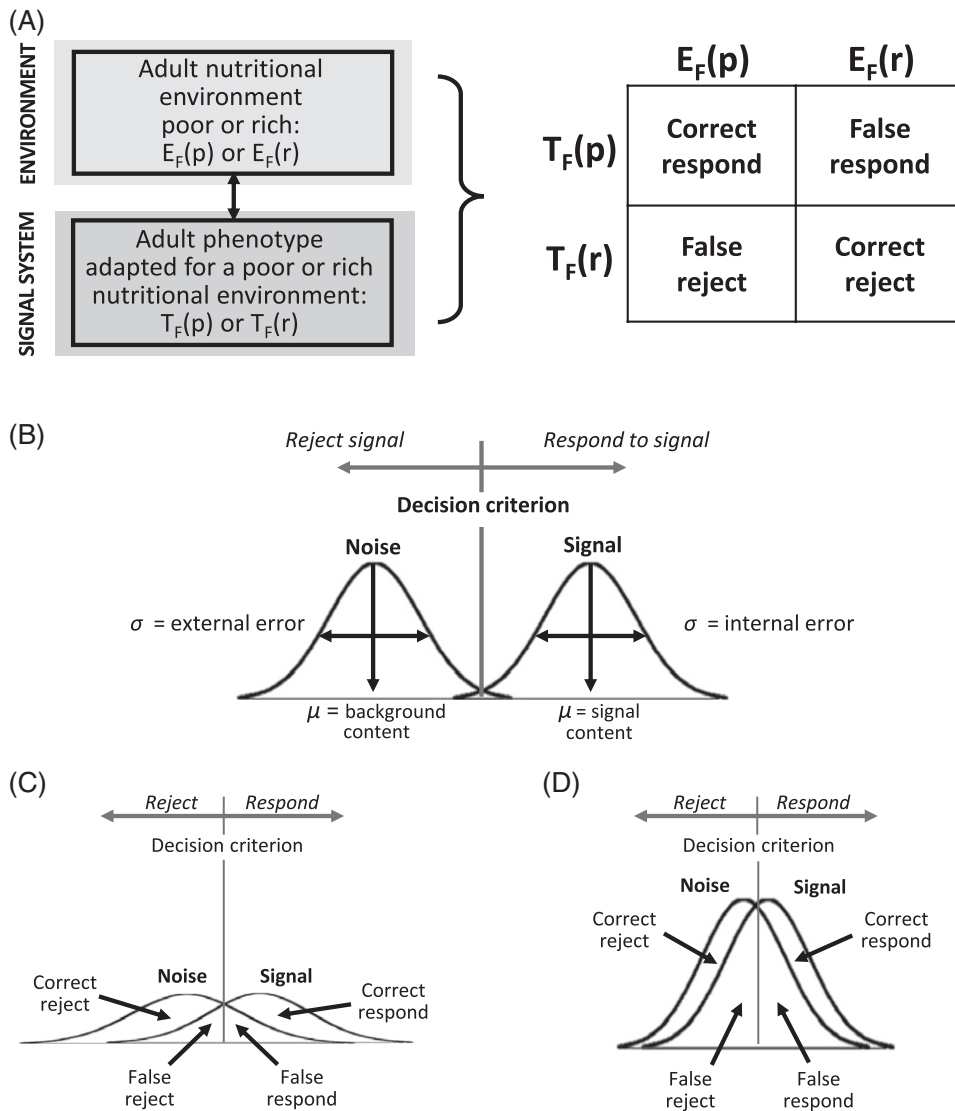 (A)
ENVIRONMENT
Adult nutritional
environment
poor or rich:
E_F(p) or E_F(r)
SIGNAL SYSTEM
Adult phenotype
adapted for a poor or rich
nutritional environment:
T_F(p) or T_F(r)
E_F(p) E_F(r)
T_F(p)
Correct
respond
False
respond
T_F(r)
False
reject
Correct
reject
(B)
Reject signal
Respond to signal
Decision criterion
Noise
Signal
σ = external error
σ = internal error
μ = background
content
μ = signal
content
(C)
Reject
Respond
Decision criterion
Noise
Signal
Correct
reject
Correct
respond
False
reject
False
respond
(D)
Reject
Respond
Decision criterion
Noise
Signal
Correct
reject
Correct
respond
False
reject
False
respond